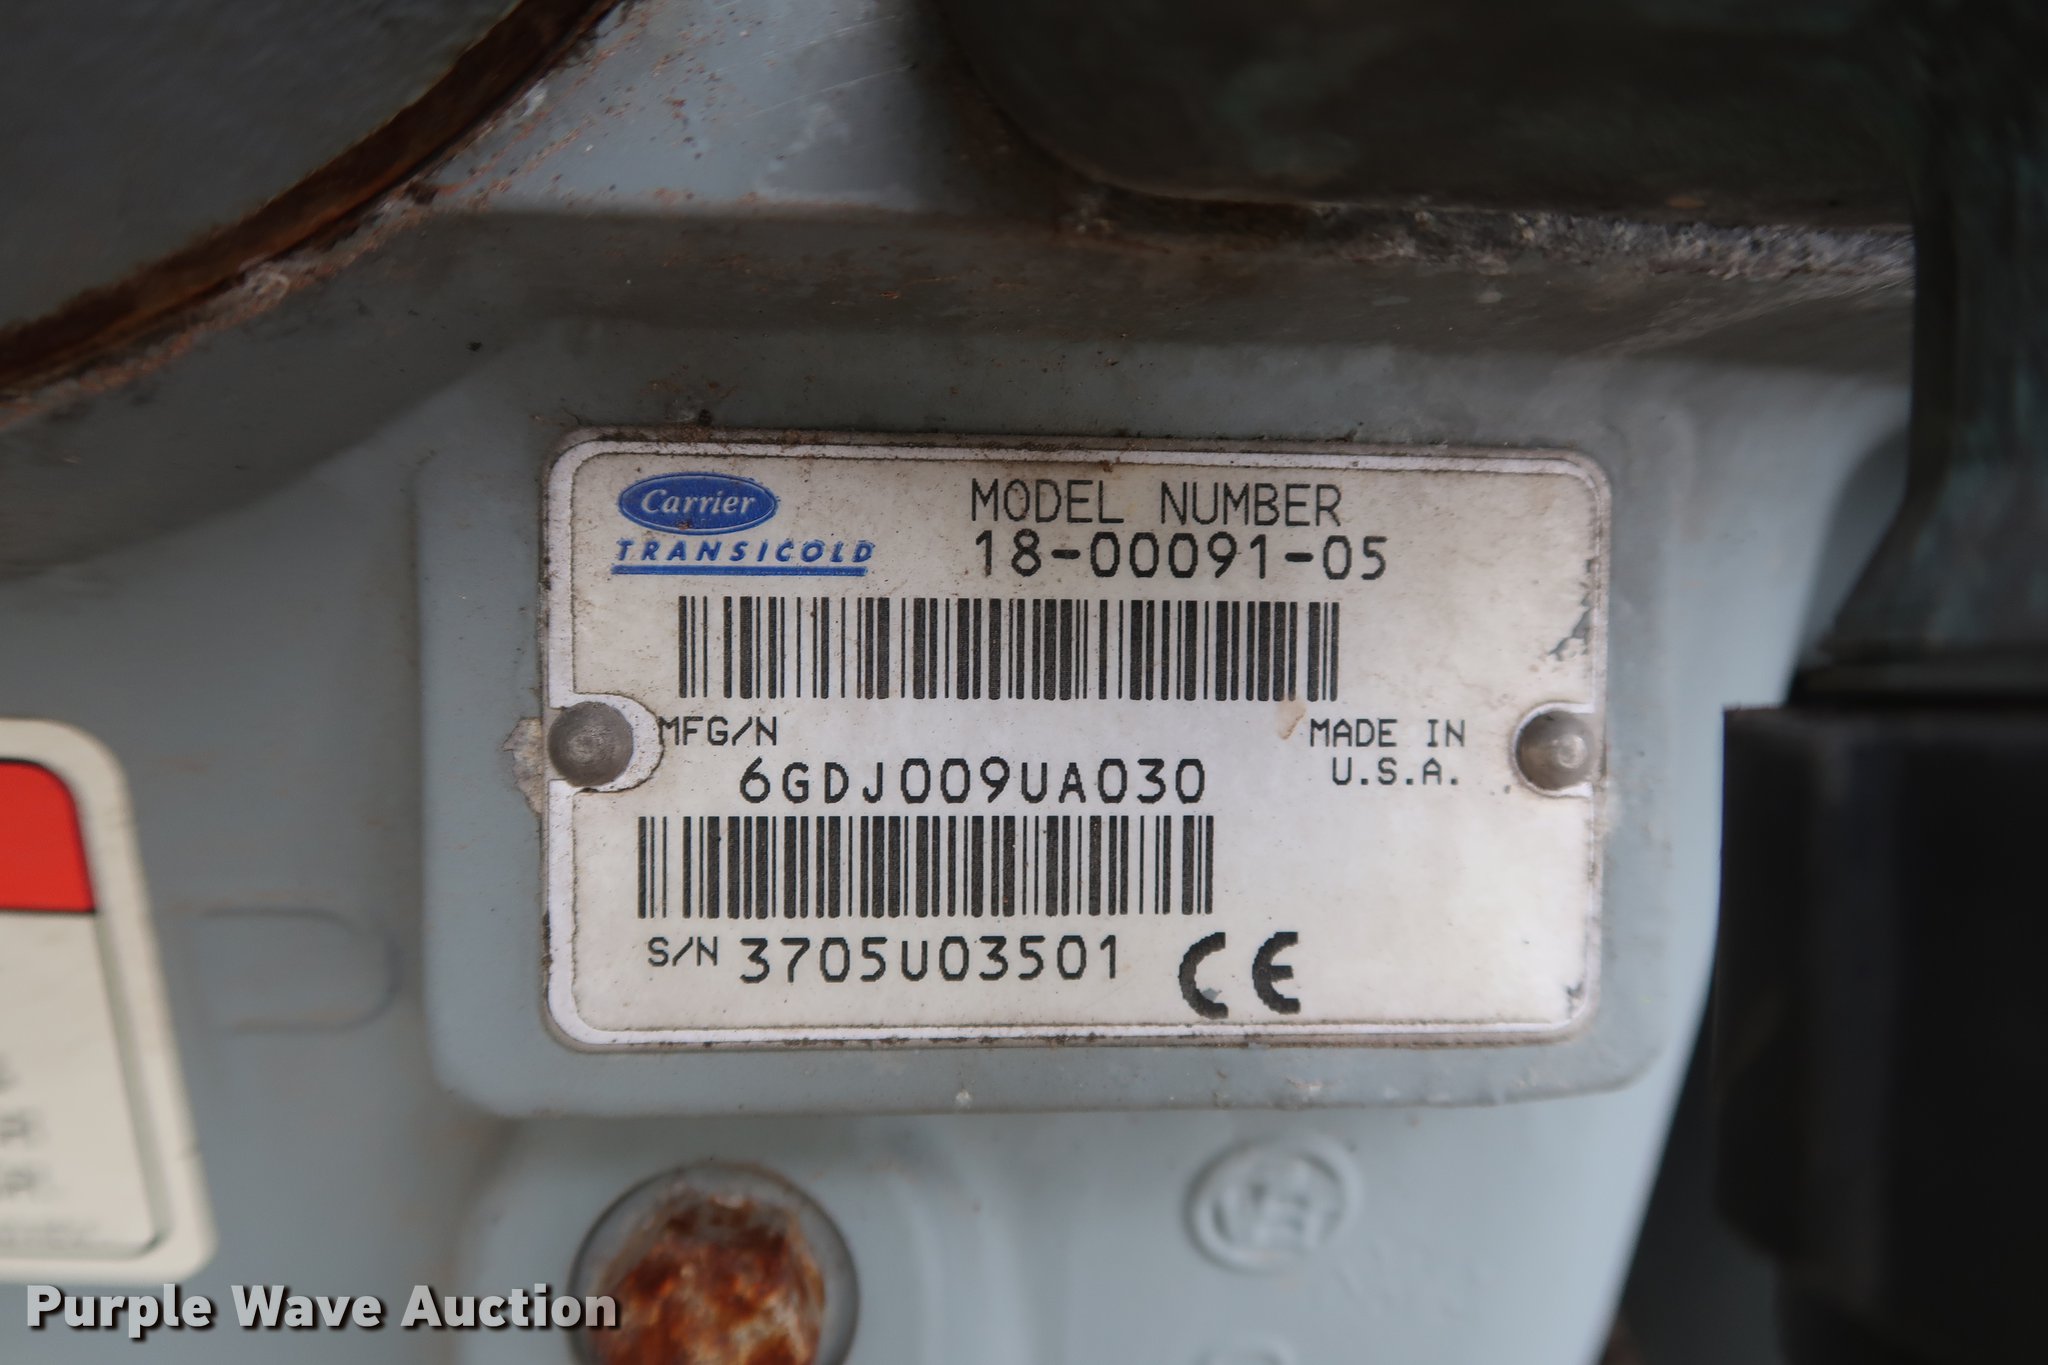 Carrier
TRANSICOLD
MODEL NUMBER
18-00091-05
MFG/N
MADE IN
U.S.A.
6GDJ009UA030
S/N 3705U03501 CE
Purple Wave Auction